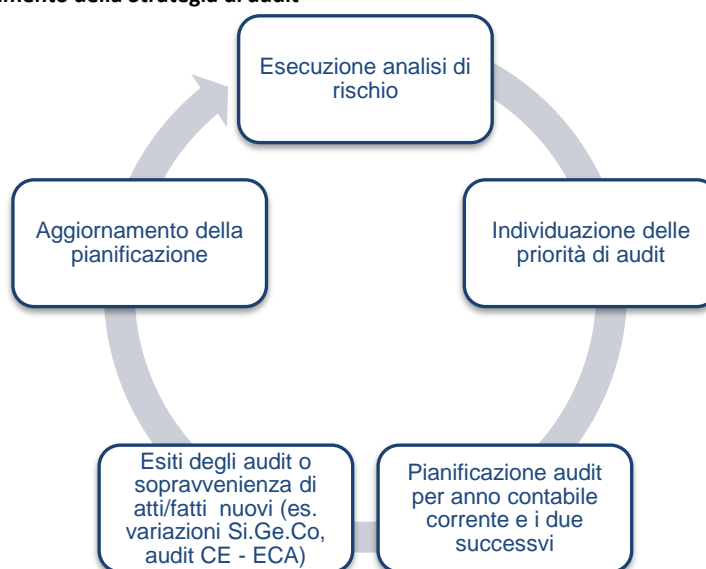 della Strategia di audit
Esecuzione analisi di
rischio
Individuazione delle
priorità di audit
Pianificazione audit
per anno contabile
corrente e i due
successvi
Esiti degli audit o
sopravvenienza di
atti/fatti nuovi (es.
variazioni Si.Ge.Co,
audit CE - ECA)
Aggiornamento della
pianificazione